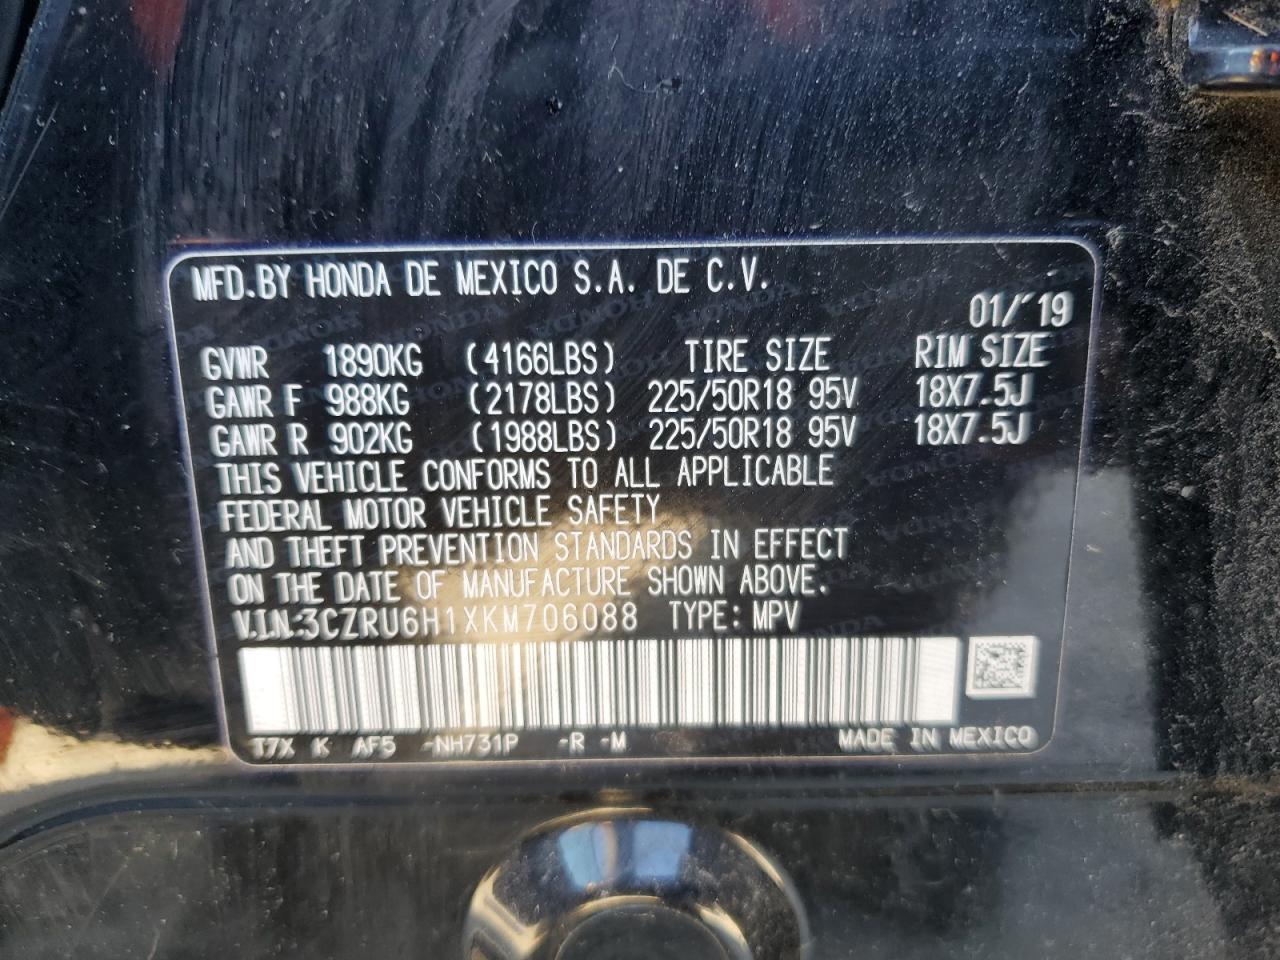 MFD. BY HONDA DE MEXICO S.A. DE C.V.
01/'19
GVWR 1890KG (4166LBS) TIRE SIZE RIM SIZE
GAWR F 988KG (2178LBS) 225/50R18 95V 18X7.5J
GAWR R 902KG (1988LBS) 225/50R18 95V 18X7.5J
THIS VEHICLE CONFORMS TO ALL APPLICABLE
FEDERAL MOTOR VEHICLE SAFETY
AND THEFT PREVENTION STANDARDS IN EFFECT
ON THE DATE OF MANUFACTURE SHOWN ABOVE.
V.I.N.:3CZRU6H1XKM706088 TYPE: MPV
T7X K AF5 -NH731P -R -M MADE IN MEXICO